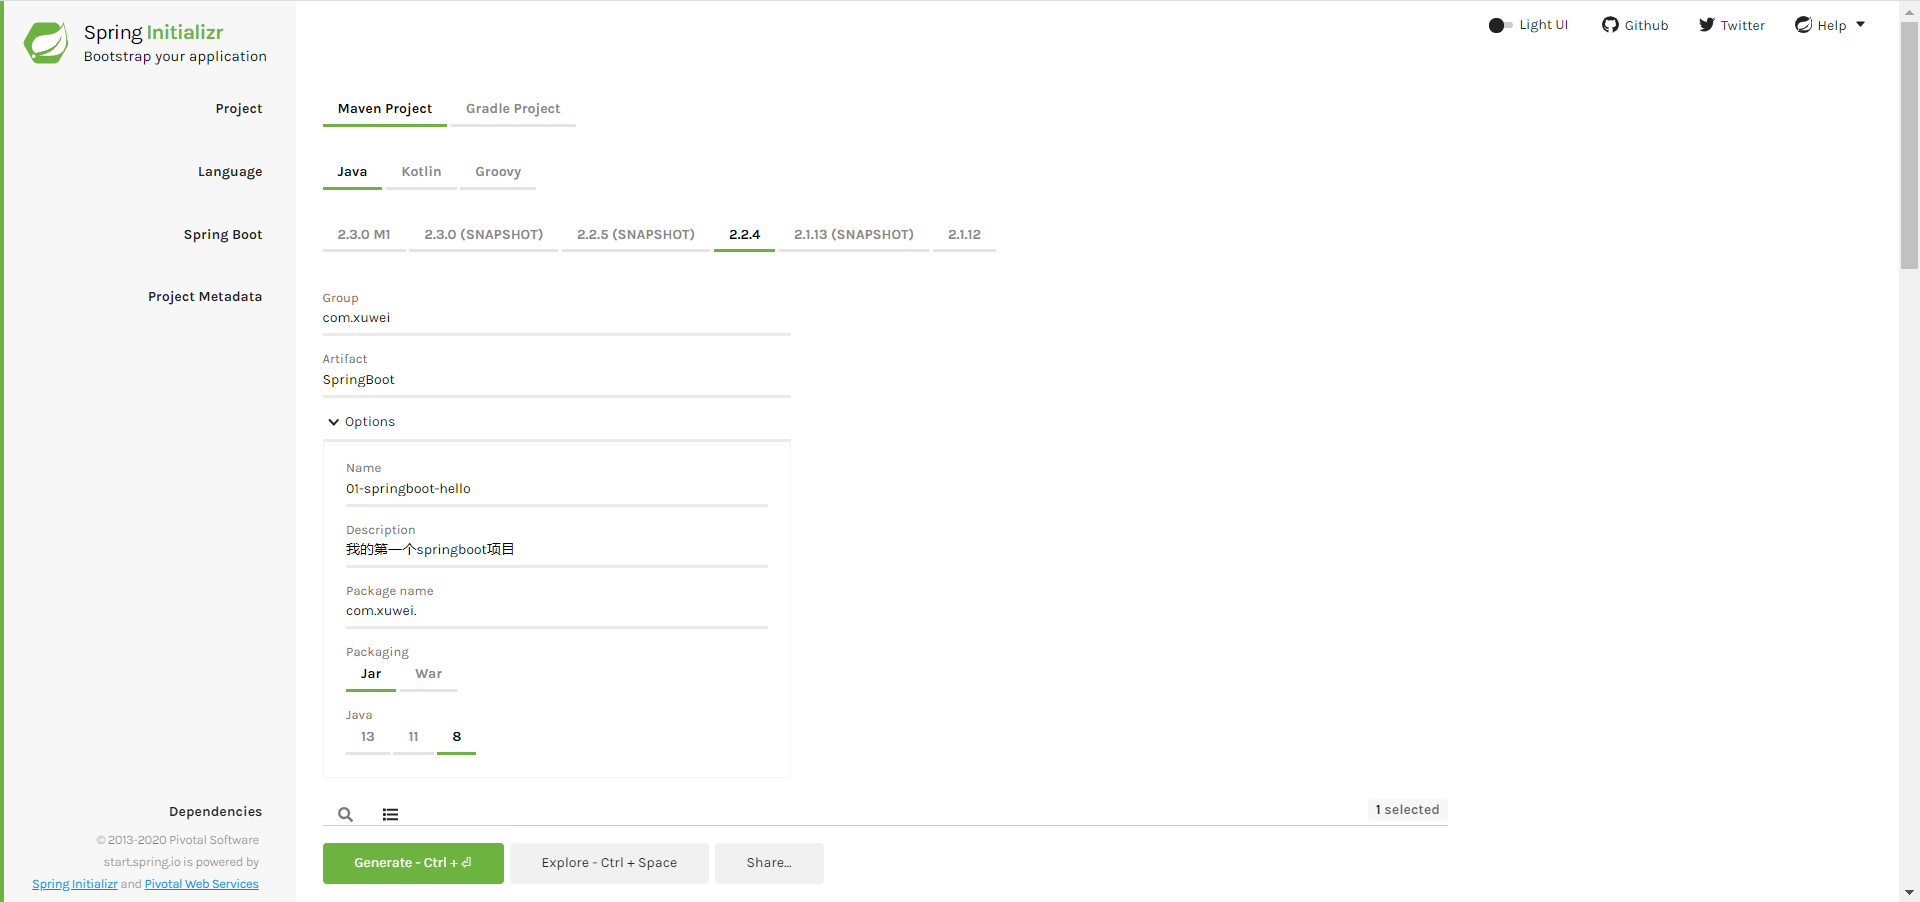 Spring Initializr
Bootstrap your application
Light UI
Github
Twitter
Help
Project
Maven Project
Gradle Project
Language
Java
Kotlin
Groovy
Spring Boot
2.3.0 M1
2.3.0 (SNAPSHOT)
2.2.5 (SNAPSHOT)
2.2.4
2.1.13 (SNAPSHOT)
2.1.12
Project Metadata
Group
com.xuwei
Artifact
SpringBoot
Options
Name
01-springboot-hello
Description
我的第一个springboot项目
Package name
com.xuwei.
Packaging
Jar
War
Java
13
11
8
Dependencies
1 selected
© 2013-2020 Pivotal Software
start.spring.io is powered by
Spring Initializr and Pivotal Web Services
Generate - Ctrl + ⏎
Explore - Ctrl + Space
Share...